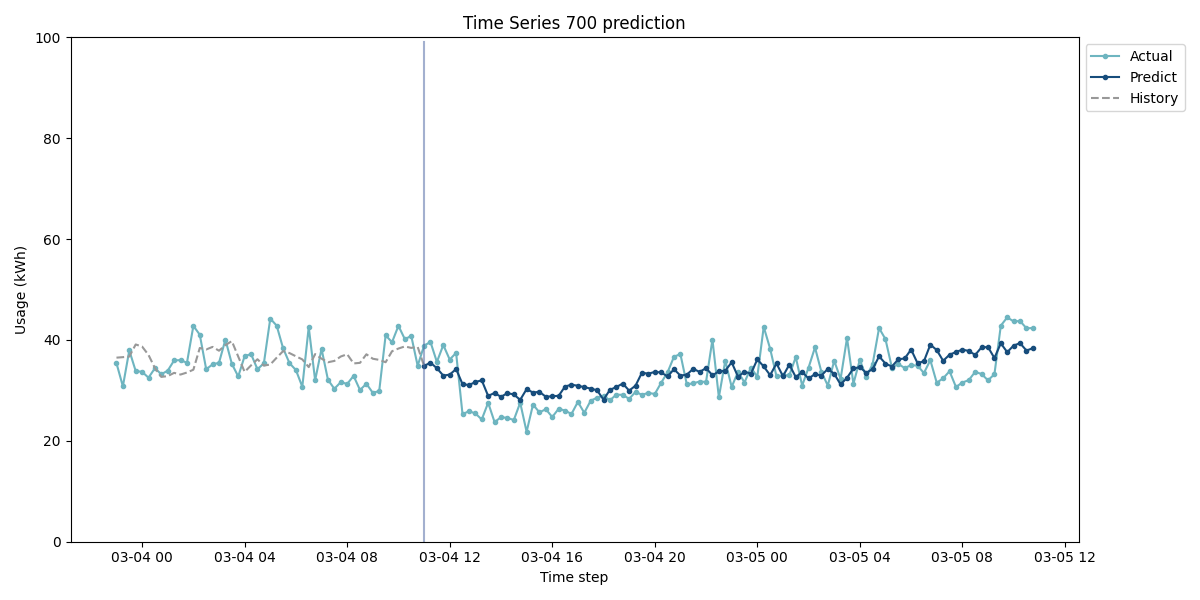 Time Series 700 prediction
Usage (kWh)
100
80
60
40
20
0
03-04 00
03-04 04
03-04 08
03-04 12
03-04 16
03-04 20
03-05 00
03-05 04
03-05 08
03-05 12
Time step
Actual
Predict
History